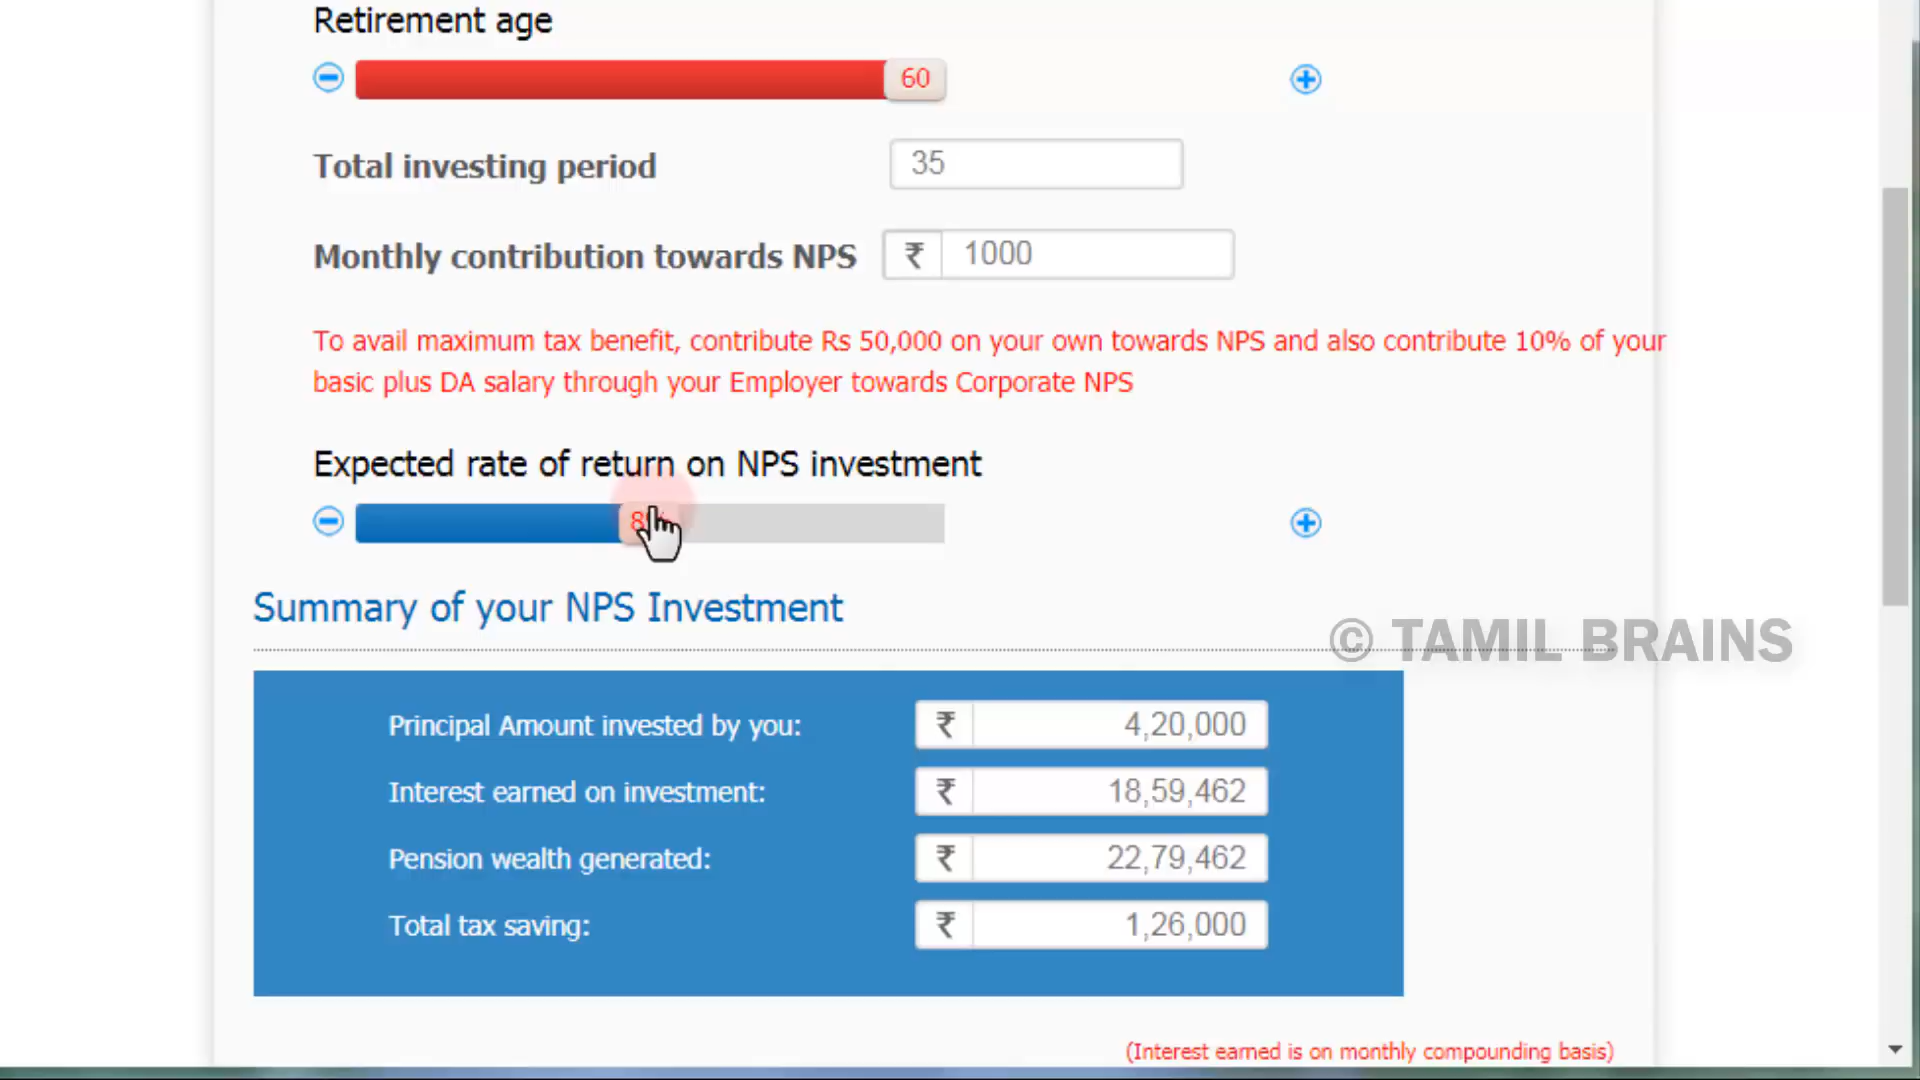 Retirement age
60
Total investing period
35
Monthly contribution towards NPS
₹ 1000
To avail maximum tax benefit, contribute Rs 50,000 on your own towards NPS and also contribute 10% of your
basic plus DA salary through your Employer towards Corporate NPS
Expected rate of return on NPS investment
8%
Summary of your NPS Investment
© TAMIL BRAINS
Principal Amount invested by you: ₹ 4,20,000
Interest earned on investment: ₹ 18,59,462
Pension wealth generated: ₹ 22,79,462
Total tax saving: ₹ 1,26,000
(Interest earned is on monthly compounding basis)